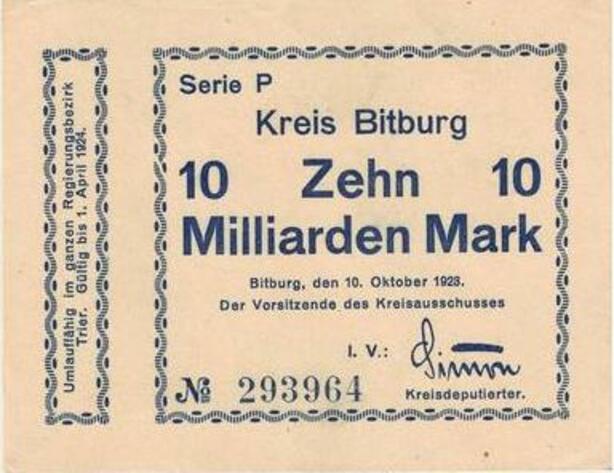 Umlauffähig im ganzen Regierungsbezirk
Trier. Gültig bis 1. April 1924.
Serie P
Kreis Bitburg
10 Zehn 10
Milliarden Mark
Bitburg, den 10. Oktober 1923.
Der Vorsitzende des Kreisausschusses
I. V.: Simon
№ 293964 Kreisdeputierter.